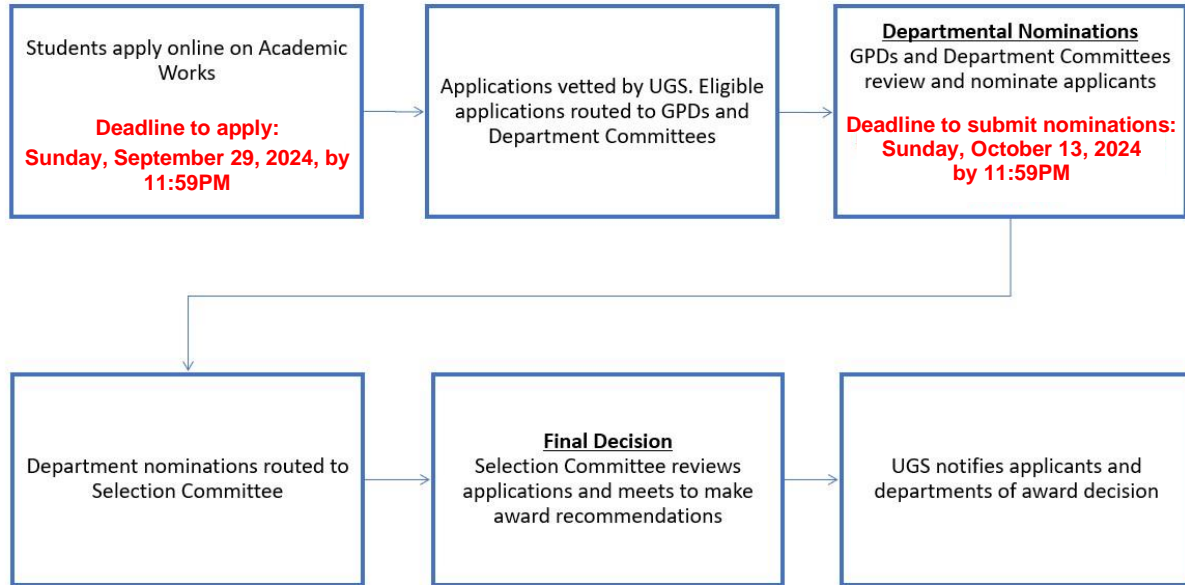 Students apply online on Academic
Works
Deadline to apply:
Sunday, September 29, 2024, by
11:59PM
Applications vetted by UGS. Eligible
applications routed to GPDs and
Department Committees
Departmental Nominations
GPDs and Department Committees
review and nominate applicants
Deadline to submit nominations:
Sunday, October 13, 2024
by 11:59PM
Department nominations routed to
Selection Committee
Final Decision
Selection Committee reviews
applications and meets to make
award recommendations
UGS notifies applicants and
departments of award decision